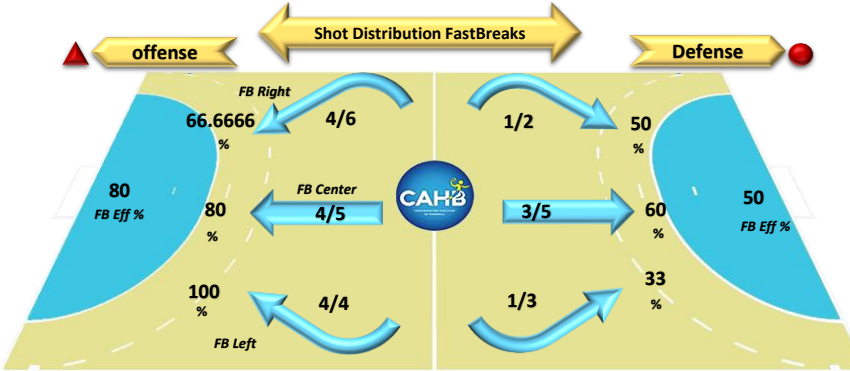 Shot Distribution FastBreaks
offense
Defense
FB Right
66.6666
%
4/6
1/2
50
%
80
FB Eff %
FB Center
80
%
4/5
CAHB
3/5
60
%
50
FB Eff %
100
%
4/4
1/3
33
%
FB Left